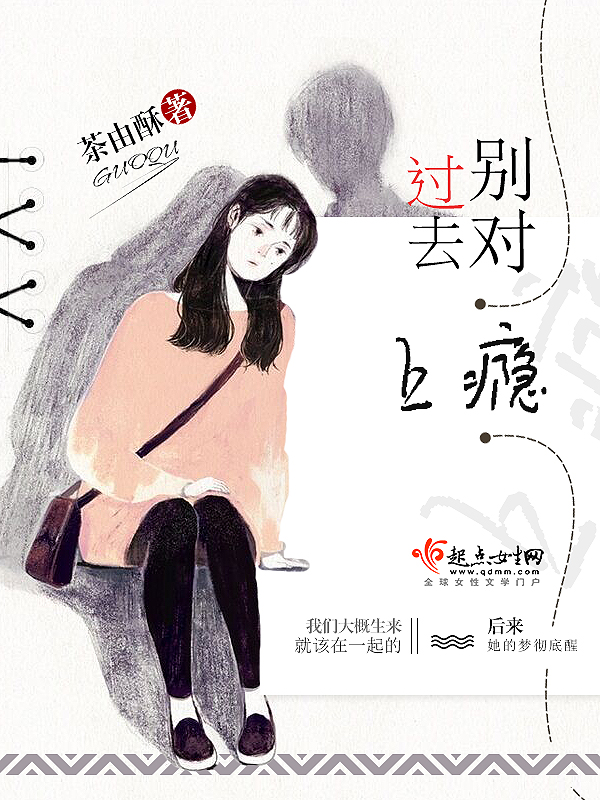 茶由酥著
GUOQU
别对
过去
上瘾
起点女生网
www.qdmm.com
全球女性文学门户
我们大概生来
就该在一起的
后来
她的梦彻底醒